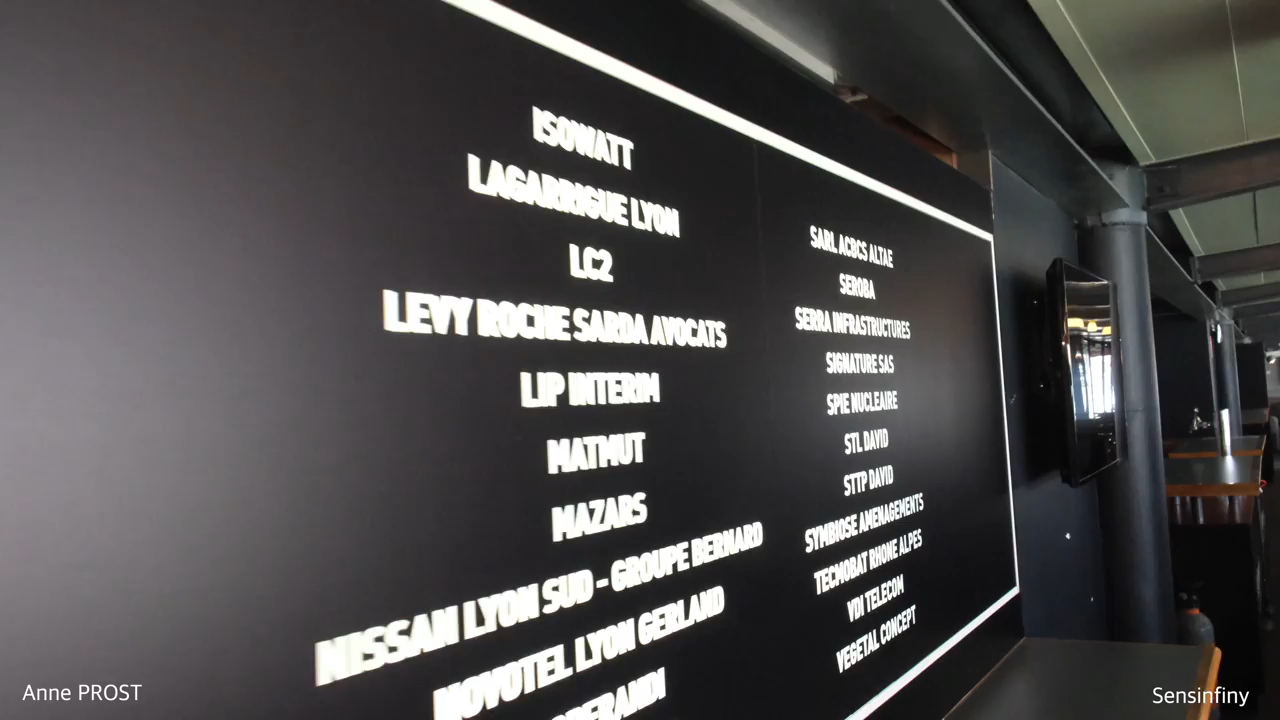 ISOWATT
LAGARRIGUE LYON
LC2
LEVY ROCHE SARDA AVOCATS
LIP INTERIM
MATMUT
MAZARS
NISSAN LYON SUD - GROUPE BERNARD
NOVOTEL LYON GERLAND
SARL ACBCS ALTAE
SEROBA
SERRA INFRASTRUCTURES
SIGNATURE SAS
SPIE NUCLEAIRE
STL DAVID
STTP DAVID
SYMBIOSE AMENAGEMENTS
TECMOBAT RHONE ALPES
VDI TELECOM
VEGETAL CONCEPT
Anne PROST
Sensinfiny